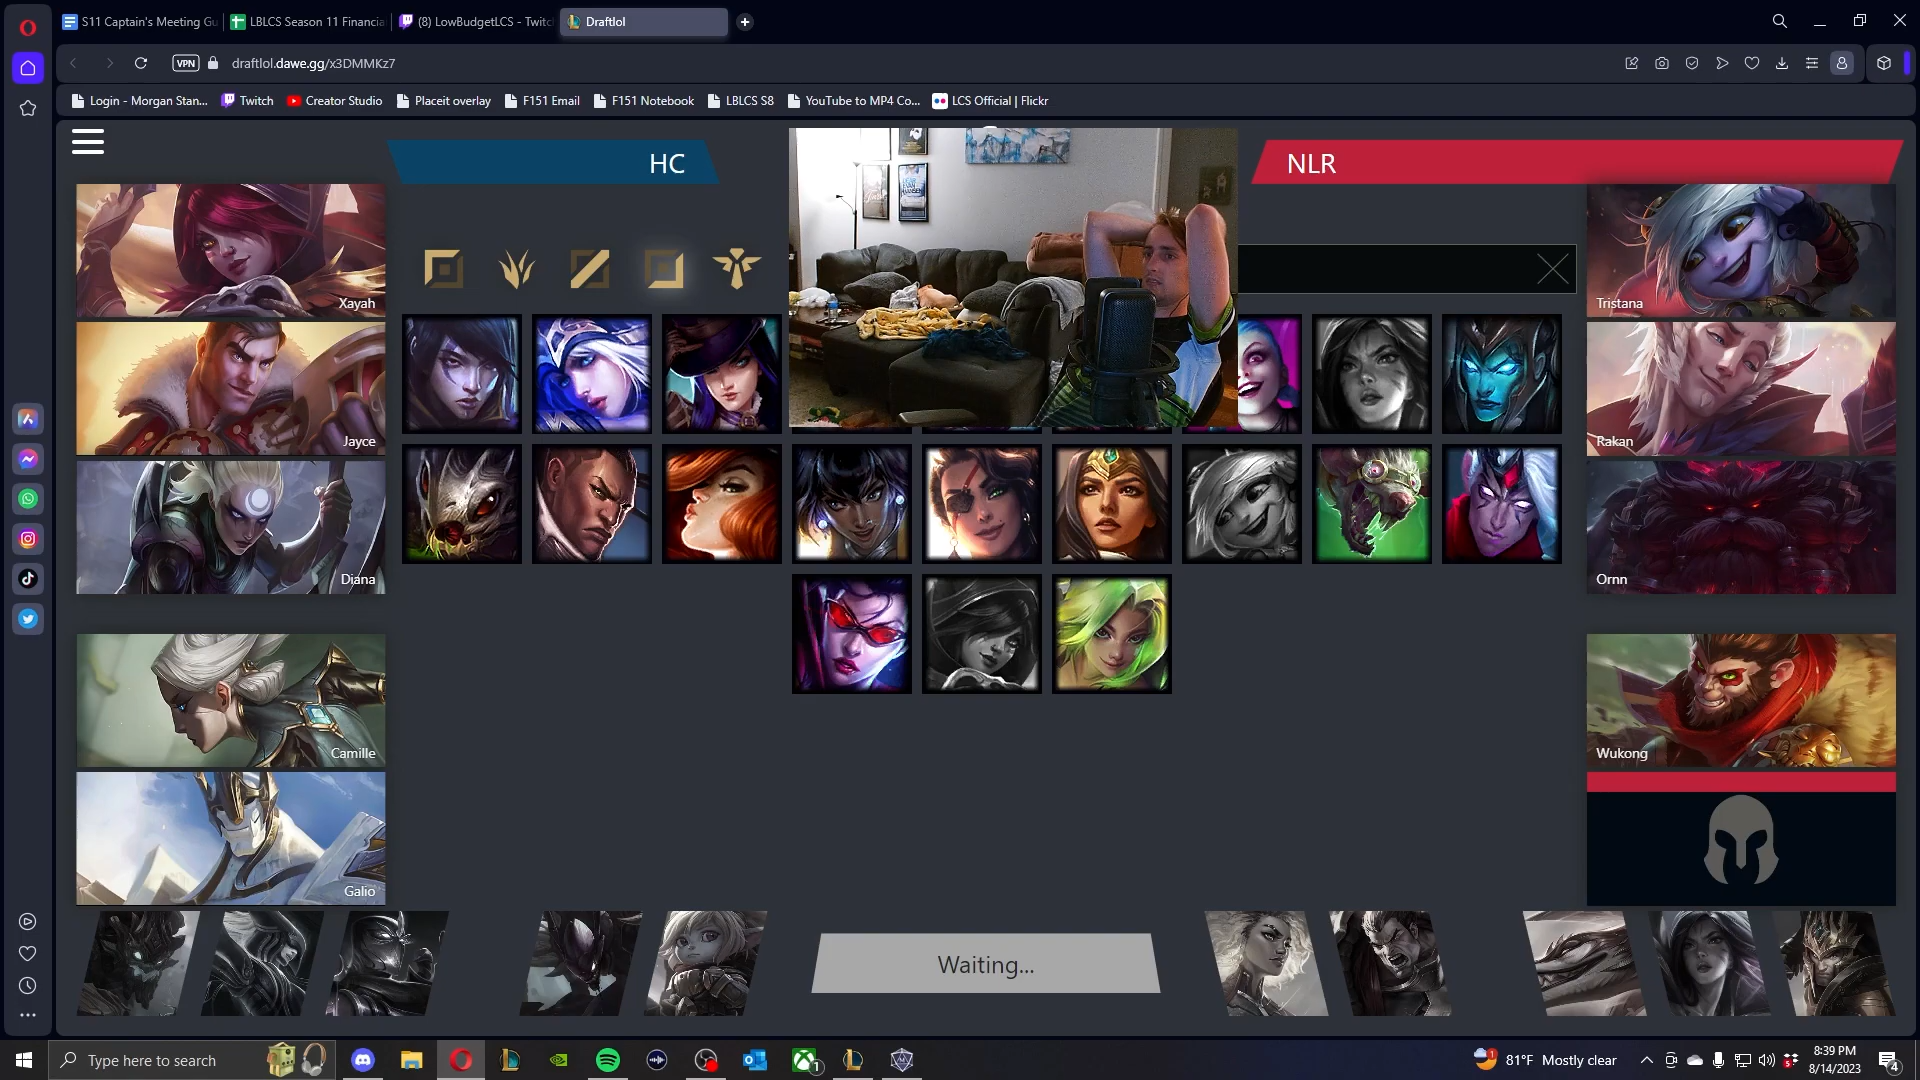 S11 Captain's Meeting Gu
LBLCS Season 11 Financia
(8) LowBudgetLCS - Twitc
Draftlol
VPN
draftlol.dawe.gg/x3DMMKz7
Login - Morgan Stan...
Twitch
Creator Studio
Placeit overlay
F151 Email
F151 Notebook
LBLCS S8
YouTube to MP4 Co...
LCS Official | Flickr
HC
NLR
Xayah
Tristana
Jayce
Rakan
Diana
Ornn
Camille
Wukong
Galio
Waiting...
Type here to search
1
1
81°F Mostly clear
8:39 PM
8/14/2023
4